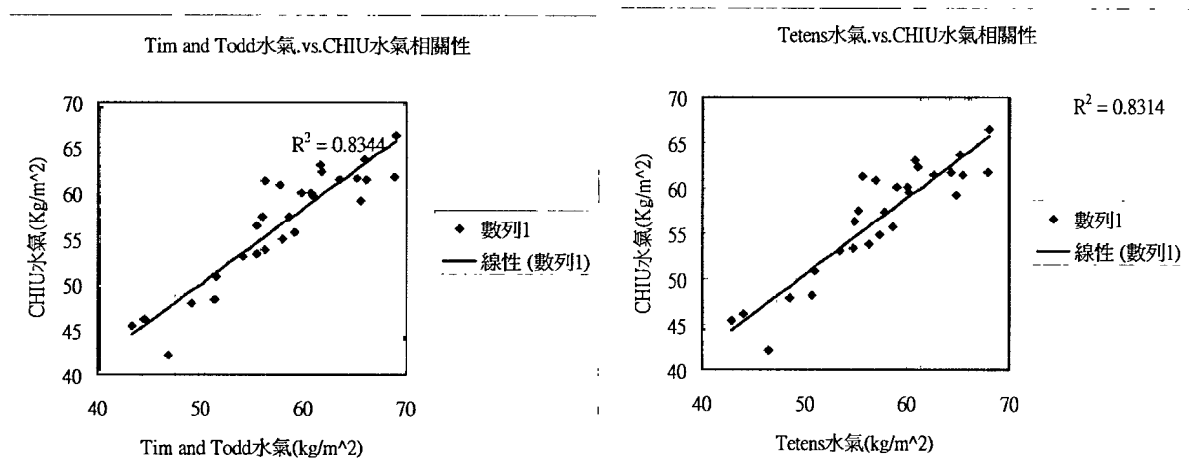 Tim and Todd水氣.vs.CHIU水氣相關性
R² = 0.8344
CHIU水氣(Kg/m^2)
70
65
60
55
50
45
40
40 50 60 70
Tim and Todd水氣(kg/m^2)
數列1
線性 (數列1)
Tetens水氣.vs.CHIU水氣相關性
R² = 0.8314
CHIU水氣(Kg/m^2)
70
65
60
55
50
45
40
40 50 60 70
Tetens水氣(kg/m^2)
數列1
線性 (數列1)